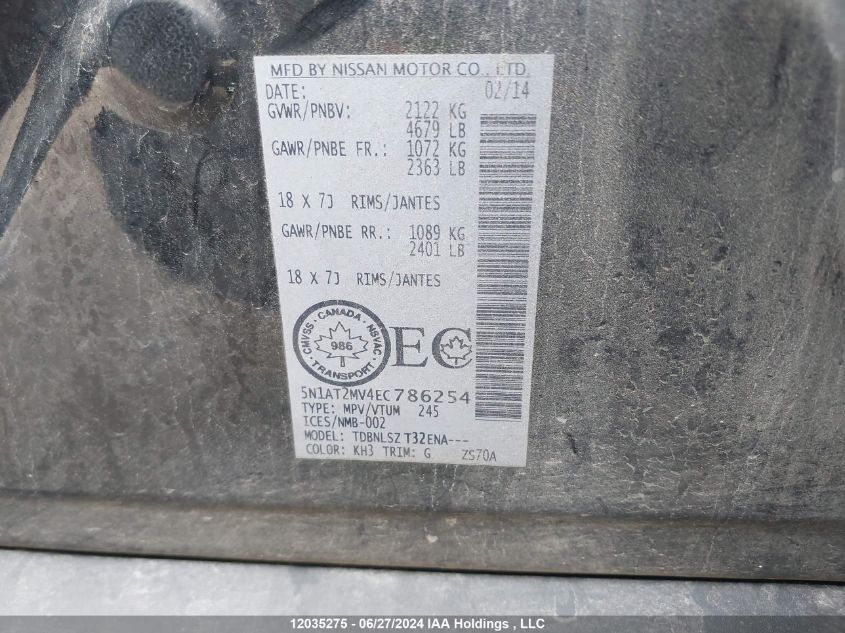 MFD BY NISSAN MOTOR CO., LTD.
DATE: 02/14
GVWR/PNBV: 2122 KG
4679 LB
GAWR/PNBE FR.: 1072 KG
2363 LB
18 X 7J RIMS/JANTES
GAWR/PNBE RR.: 1089 KG
2401 LB
18 X 7J RIMS/JANTES
CANADA
CMVSS 986 NSVAC
TRANSPORT
EC
5N1AT2MV4EC786254
TYPE: MPV/VTUM 245
ICES/NMB-002
MODEL: TDBNLSZ T32ENA---
COLOR: KH3 TRIM: G ZS70A
12035275 - 06/27/2024 IAA Holdings , LLC